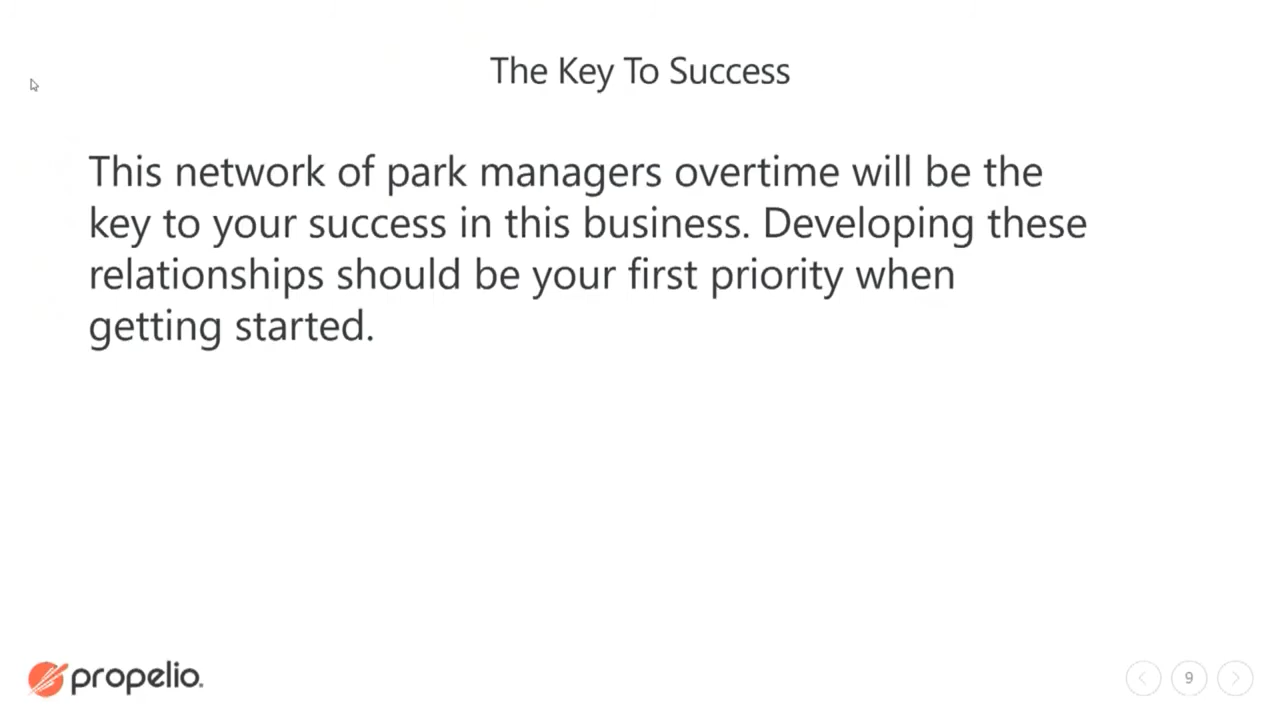 The Key To Success
This network of park managers overtime will be the
key to your success in this business. Developing these
relationships should be your first priority when
getting started.
propelio.
9